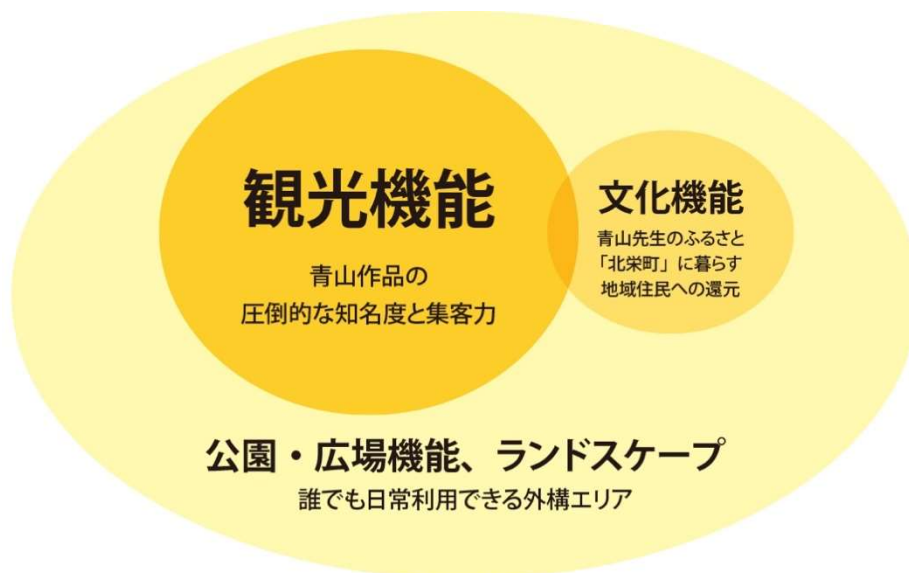 観光機能
青山作品の
圧倒的な知名度と集客力
文化機能
青山先生のふるさと
「北栄町」に暮らす
地域住民への還元
公園・広場機能、ランドスケープ
誰でも日常利用できる外構エリア